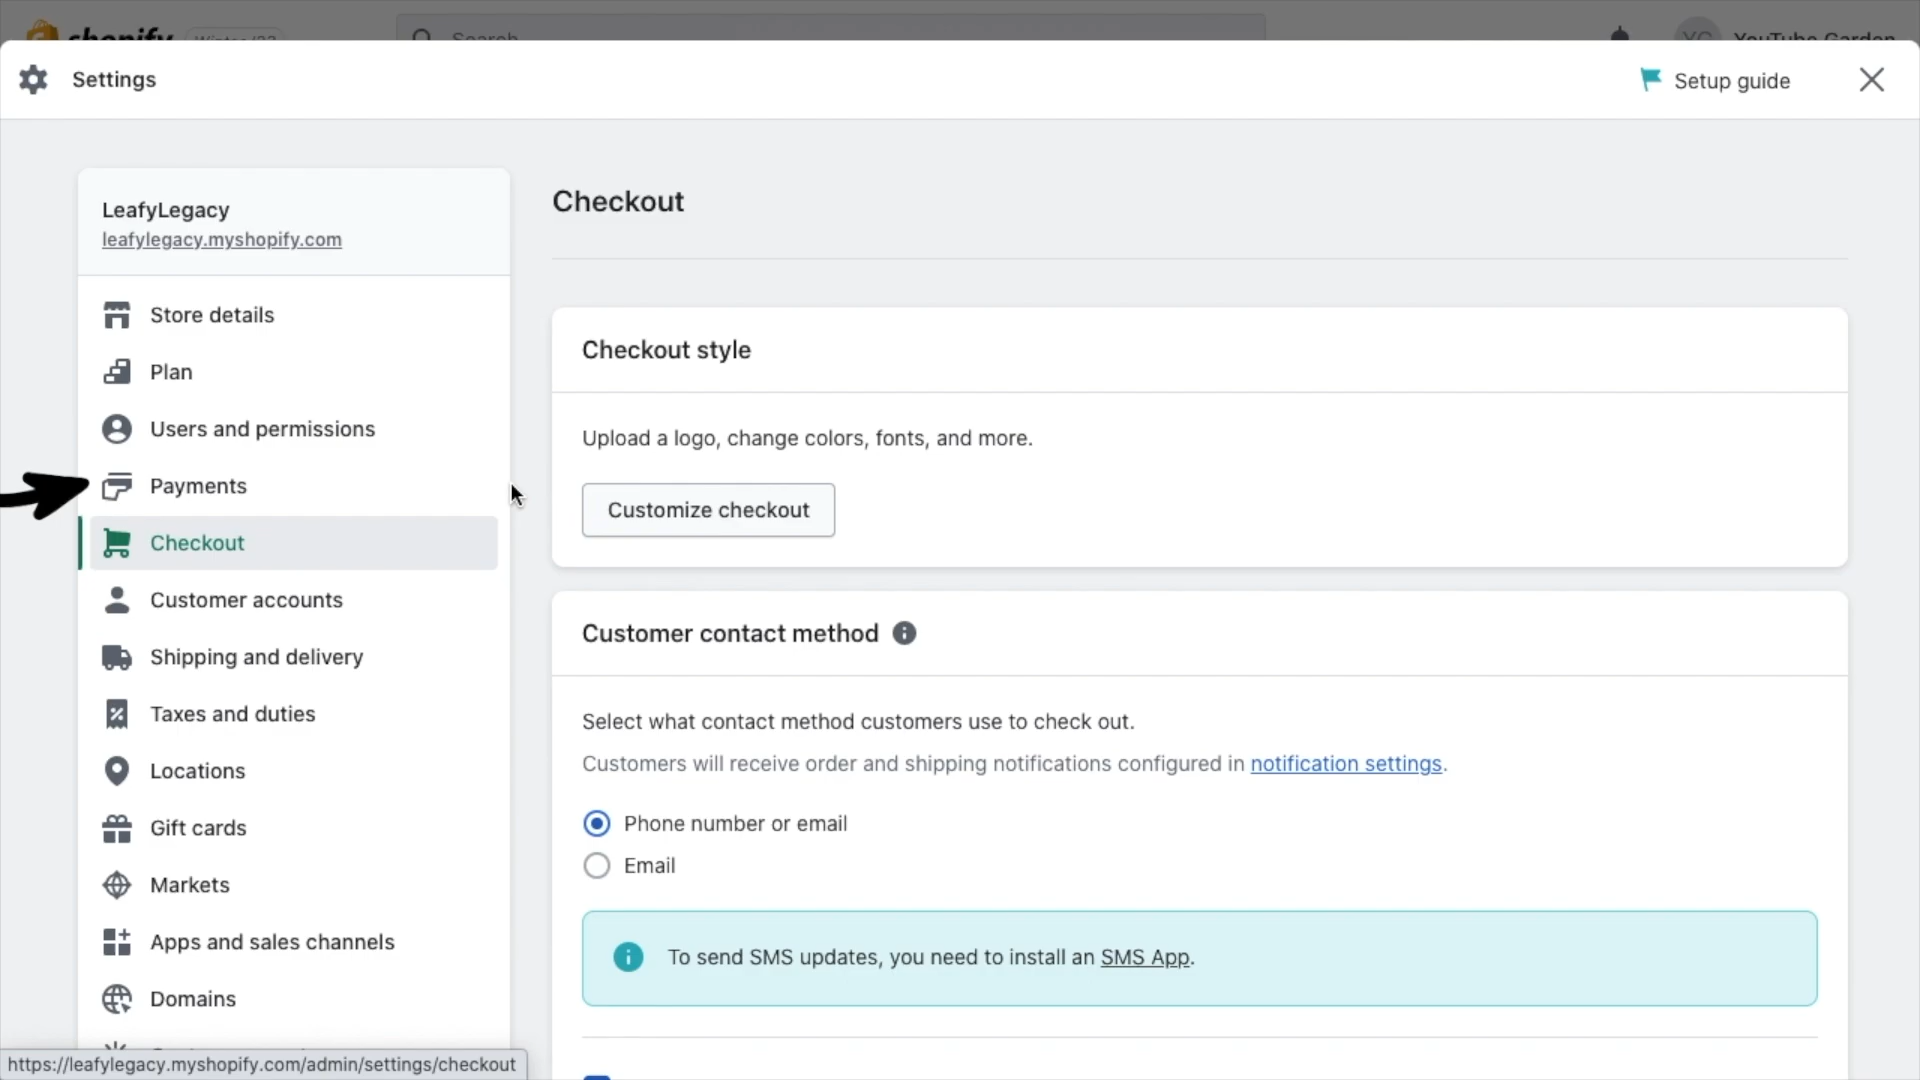 shopify
Search
YouTube Garden
Settings
Setup guide
LeafyLegacy
leafylegacy.myshopify.com
Store details
Plan
Users and permissions
Payments
Checkout
Customer accounts
Shipping and delivery
Taxes and duties
Locations
Gift cards
Markets
Apps and sales channels
Domains
https://leafylegacy.myshopify.com/admin/settings/checkout
Checkout
Checkout style
Upload a logo, change colors, fonts, and more.
Customize checkout
Customer contact method
Select what contact method customers use to check out.
Customers will receive order and shipping notifications configured in notification settings.
Phone number or email
Email
To send SMS updates, you need to install an SMS App.